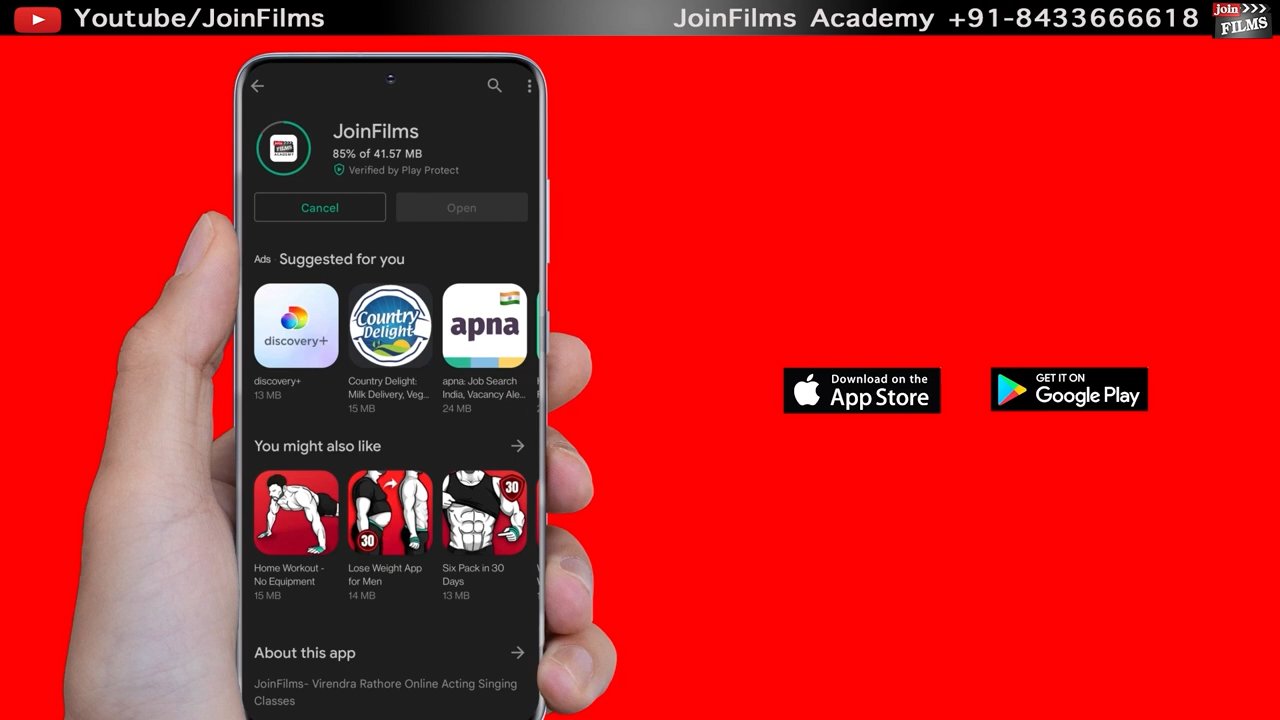 Youtube/JoinFilms
JoinFilms Academy +91-8433666618
Join
FILMS
JoinFilms
85% of 41.57 MB
Verified by Play Protect
Cancel
Open
Ads · Suggested for you
discovery+
Country
Delight
apna
discovery+
13 MB
Country Delight:
Milk Delivery, Veg...
15 MB
apna: Job Search
India, Vacancy Ale...
24 MB
You might also like
30
30
Home Workout -
No Equipment
15 MB
Lose Weight App
for Men
14 MB
Six Pack in 30
Days
13 MB
About this app
JoinFilms- Virendra Rathore Online Acting Singing
Classes
Download on the
App Store
GET IT ON
Google Play